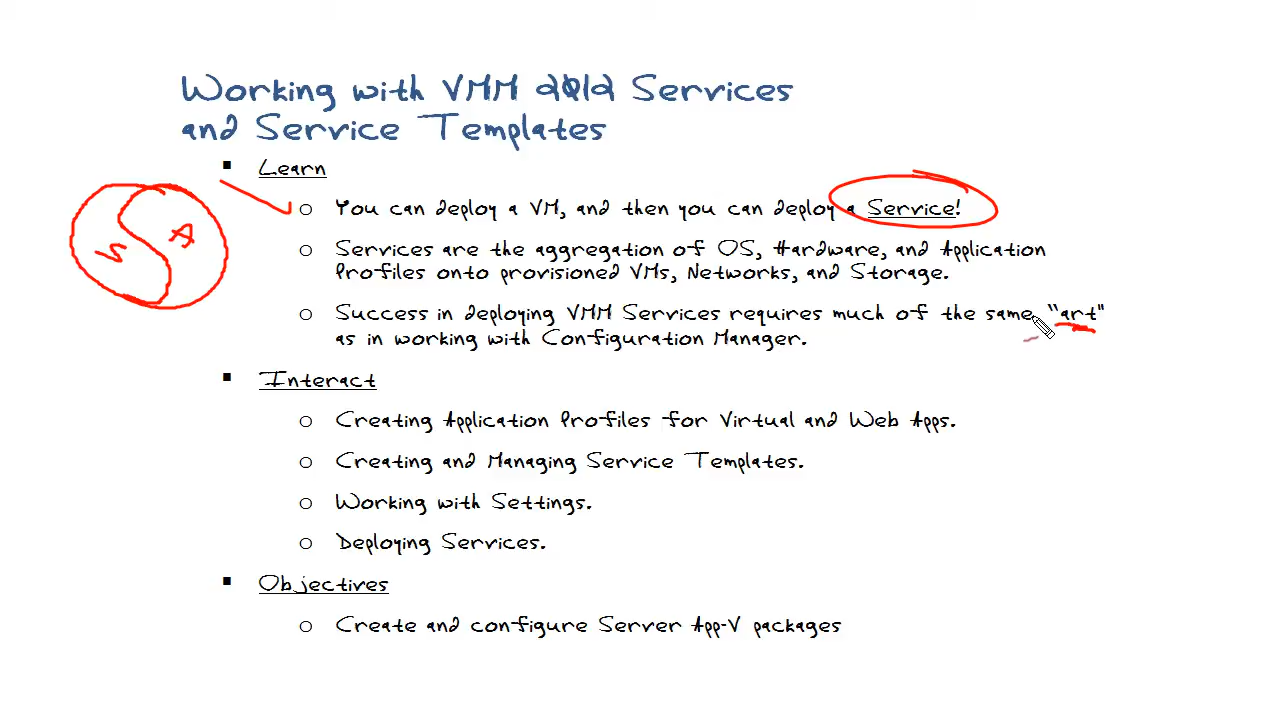 Working with VMM 2012 Services
and Service Templates
▪ Learn
o You can deploy a VM, and then you can deploy a Service!
o Services are the aggregation of OS, Hardware, and Application
Profiles onto provisioned VMs, Networks, and Storage.
S A
o Success in deploying VMM Services requires much of the same "art"
as in working with Configuration Manager.
▪ Interact
o Creating Application Profiles for Virtual and Web Apps.
o Creating and Managing Service Templates.
o Working with Settings.
o Deploying Services.
▪ Objectives
o Create and configure Server App-V packages